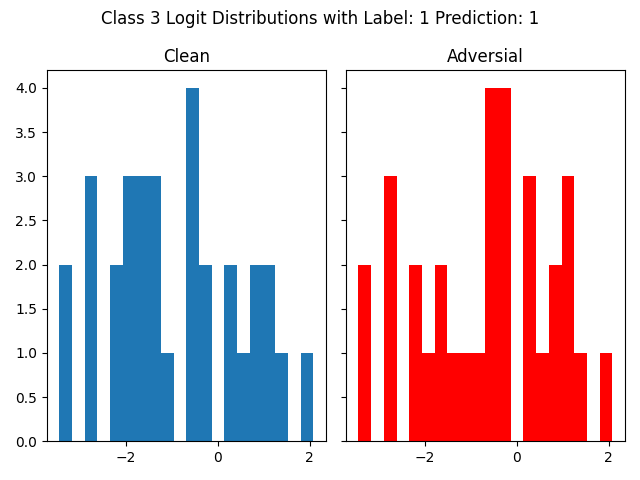 Class 3 Logit Distributions with Label: 1 Prediction: 1
Clean
Adversial
4.0
3.5
3.0
2.5
2.0
1.5
1.0
0.5
0.0
−2 0 2
−2 0 2